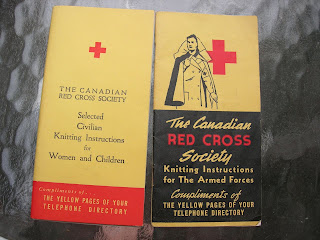 THE CANADIAN
RED CROSS SOCIETY
Selected
Civilian
Knitting Instructions
for
Women and Children
Compliments of . . .
THE YELLOW PAGES OF YOUR
TELEPHONE DIRECTORY
The Canadian
RED CROSS
Society
Knitting Instructions
for The Armed Forces
Compliments of
THE YELLOW PAGES OF YOUR
TELEPHONE DIRECTORY